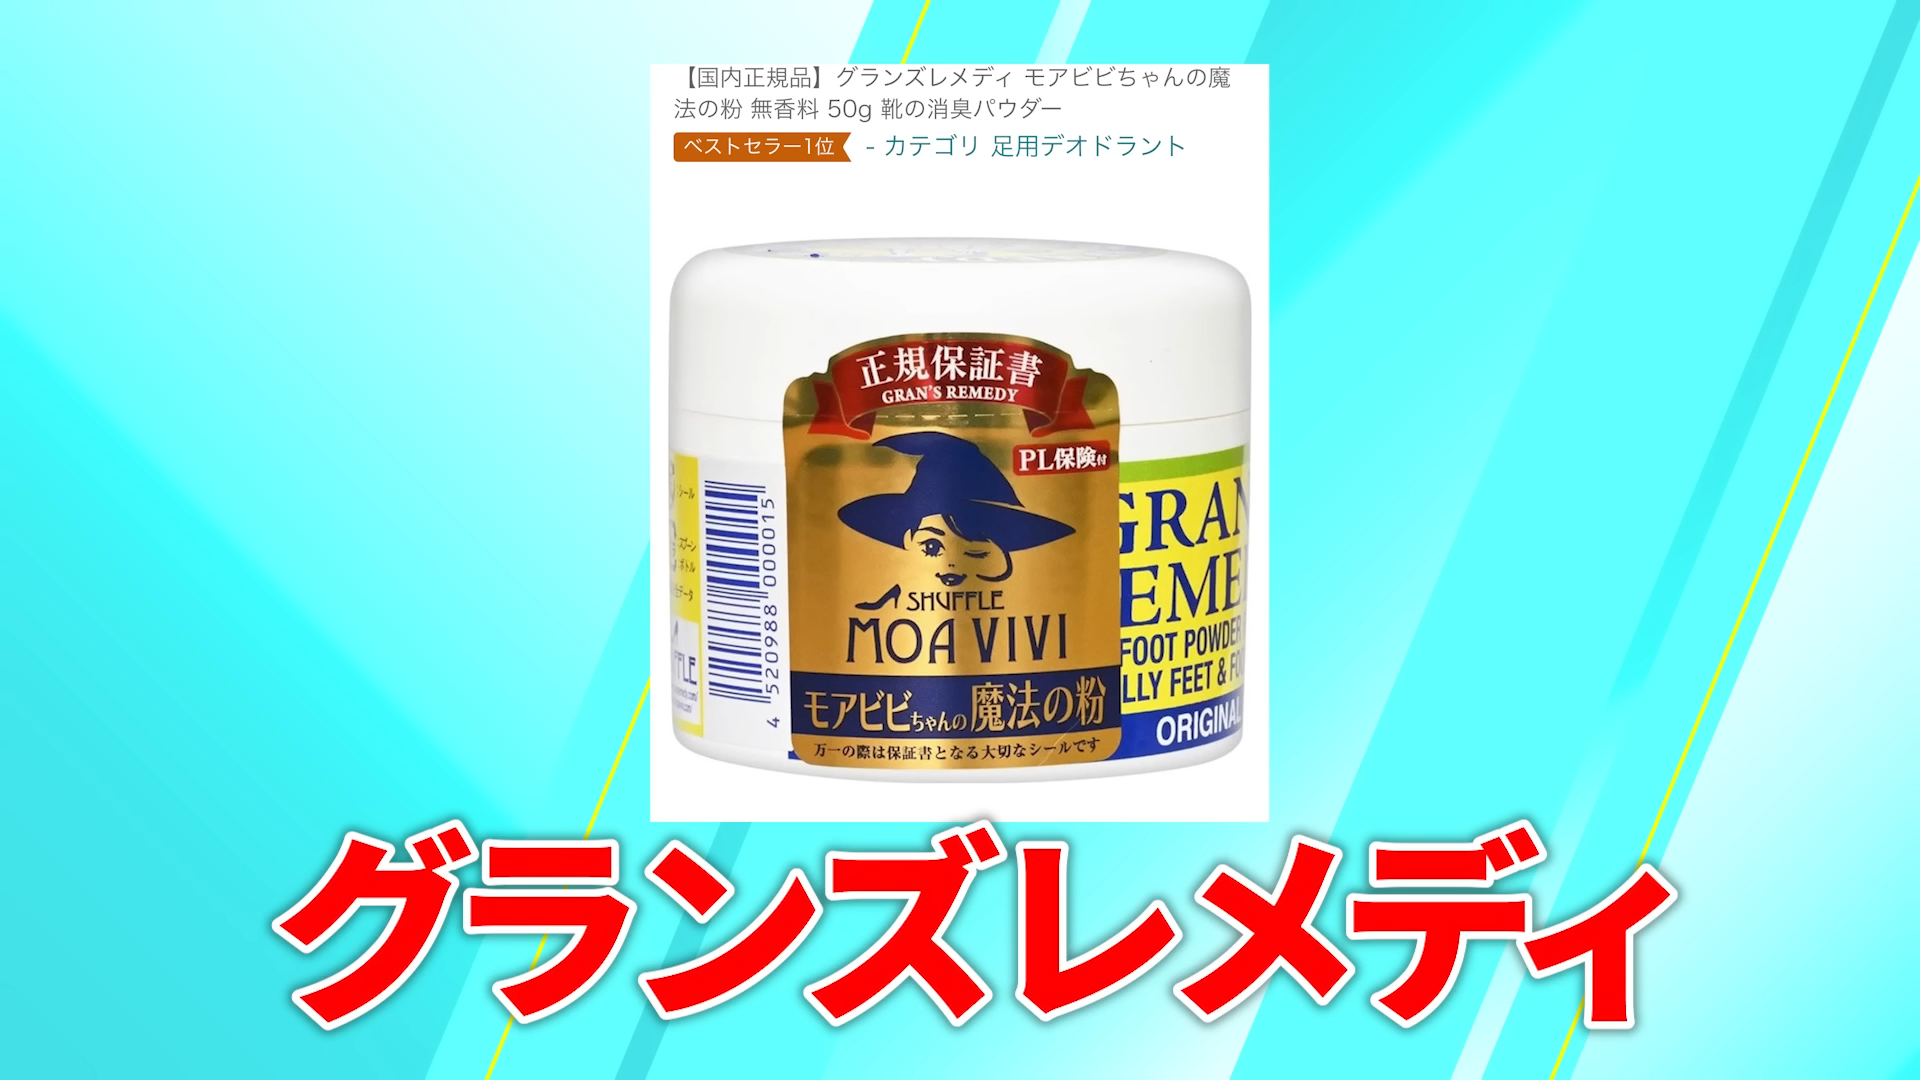 【国内正規品】グランズレメディ モアビビちゃんの魔
法の粉 無香料 50g 靴の消臭パウダー
ベストセラー1位 - カテゴリ 足用デオドラント
正規保証書
GRAN'S REMEDY
PL保険付
SHUFFLE
MOA VIVI
モアビビちゃんの魔法の粉
万一の際は保証書となる大切なシールです
4 520988 000015
GRAN
EME
FOOT POWDER
LLY FEET & FO
ORIGINAL
グランズレメディ